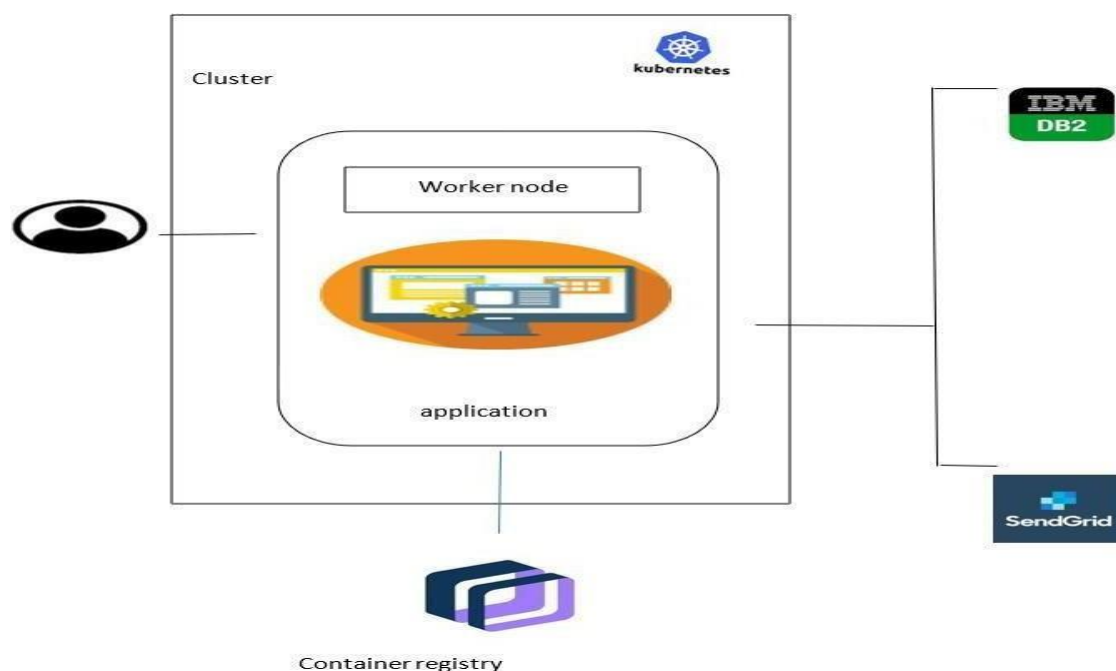 kubernetes
Cluster
IBM
DB2
Worker node
application
SendGrid
Container registry